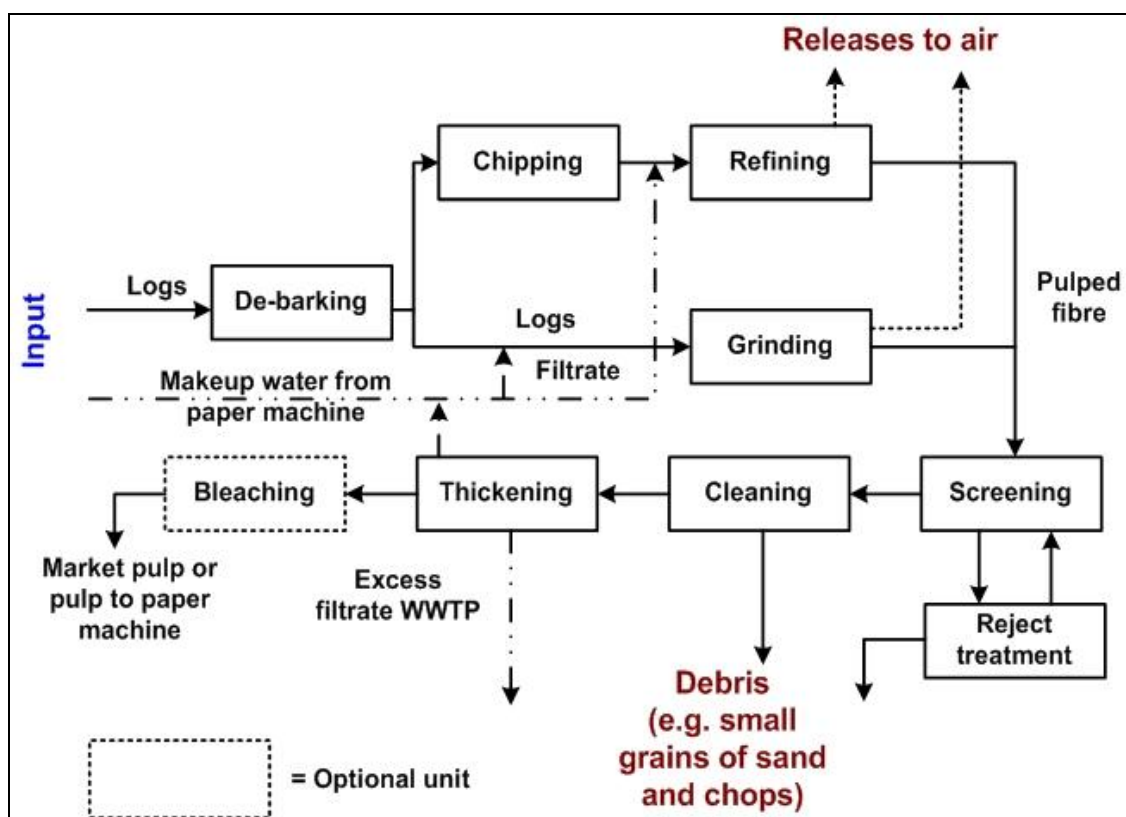 Releases to air
Chipping
Refining
Input
Logs
De-barking
Logs
Grinding
Pulped
fibre
Filtrate
Makeup water from
paper machine
Bleaching
Thickening
Cleaning
Screening
Market pulp or
pulp to paper
machine
Excess
filtrate WWTP
Reject
treatment
Debris
(e.g. small
grains of sand
and chops)
= Optional unit